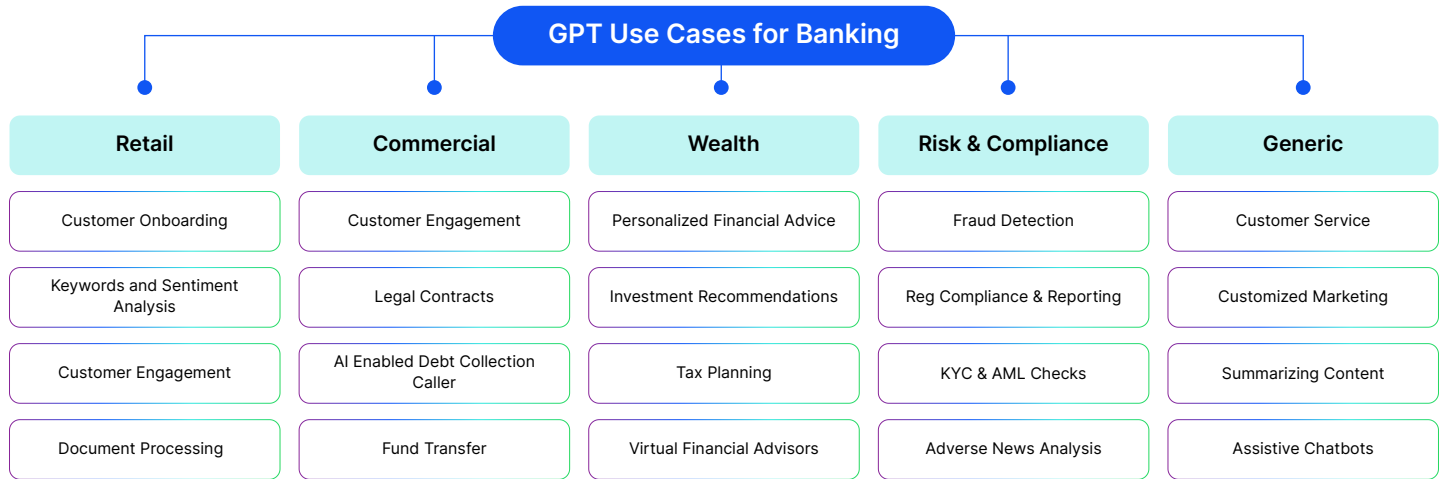 GPT Use Cases for Banking
Retail
Commercial
Wealth
Risk & Compliance
Generic
Customer Onboarding
Customer Engagement
Personalized Financial Advice
Fraud Detection
Customer Service
Keywords and Sentiment
Analysis
Legal Contracts
Investment Recommendations
Reg Compliance & Reporting
Customized Marketing
Customer Engagement
AI Enabled Debt Collection
Caller
Tax Planning
KYC & AML Checks
Summarizing Content
Document Processing
Fund Transfer
Virtual Financial Advisors
Adverse News Analysis
Assistive Chatbots